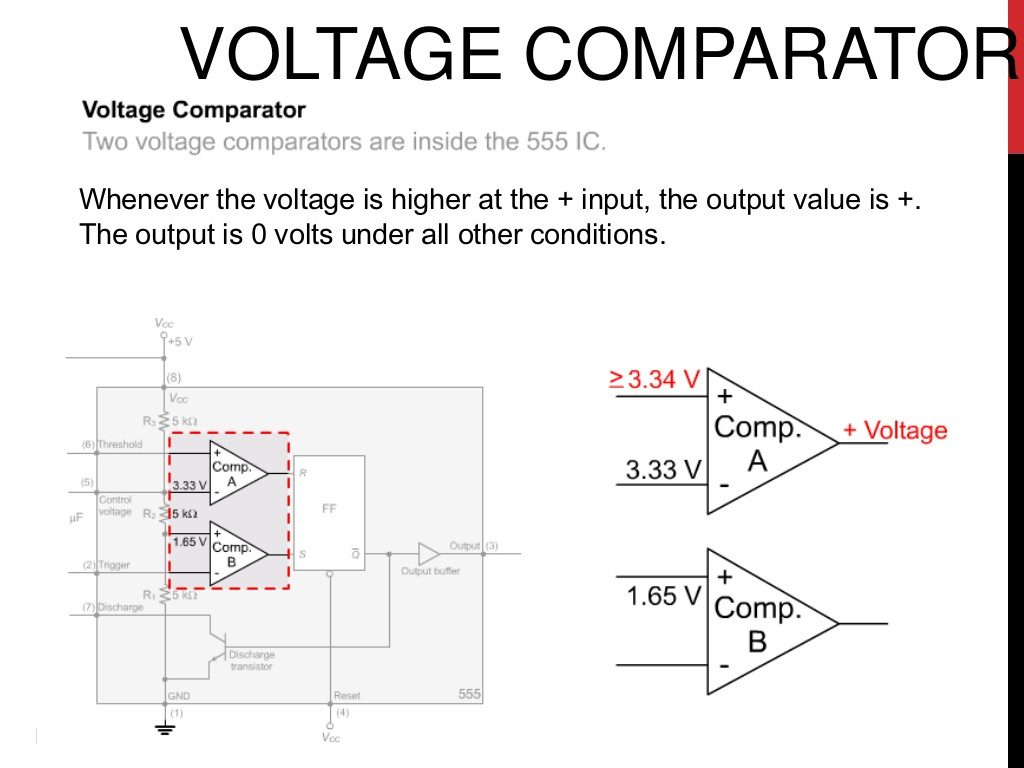 VOLTAGE COMPARATOR
Voltage Comparator
Two voltage comparators are inside the 555 IC.
Whenever the voltage is higher at the + input, the output value is +.
The output is 0 volts under all other conditions.
Vcc
+5 V
(8)
Vcc
R3 5 kΩ
(6) Threshold
+
Comp.
A
-
3.33 V
R
(5)
Control
voltage
μF
R2 5 kΩ
FF
+
1.65 V
Comp.
B
-
S
Q̅
Output (3)
Output buffer
(2) Trigger
R1 5 kΩ
(7) Discharge
Discharge
transistor
GND
Reset
555
(1)
(4)
Vcc
≥ 3.34 V
+
Comp.
A
+ Voltage
3.33 V
-
+
1.65 V
Comp.
B
-